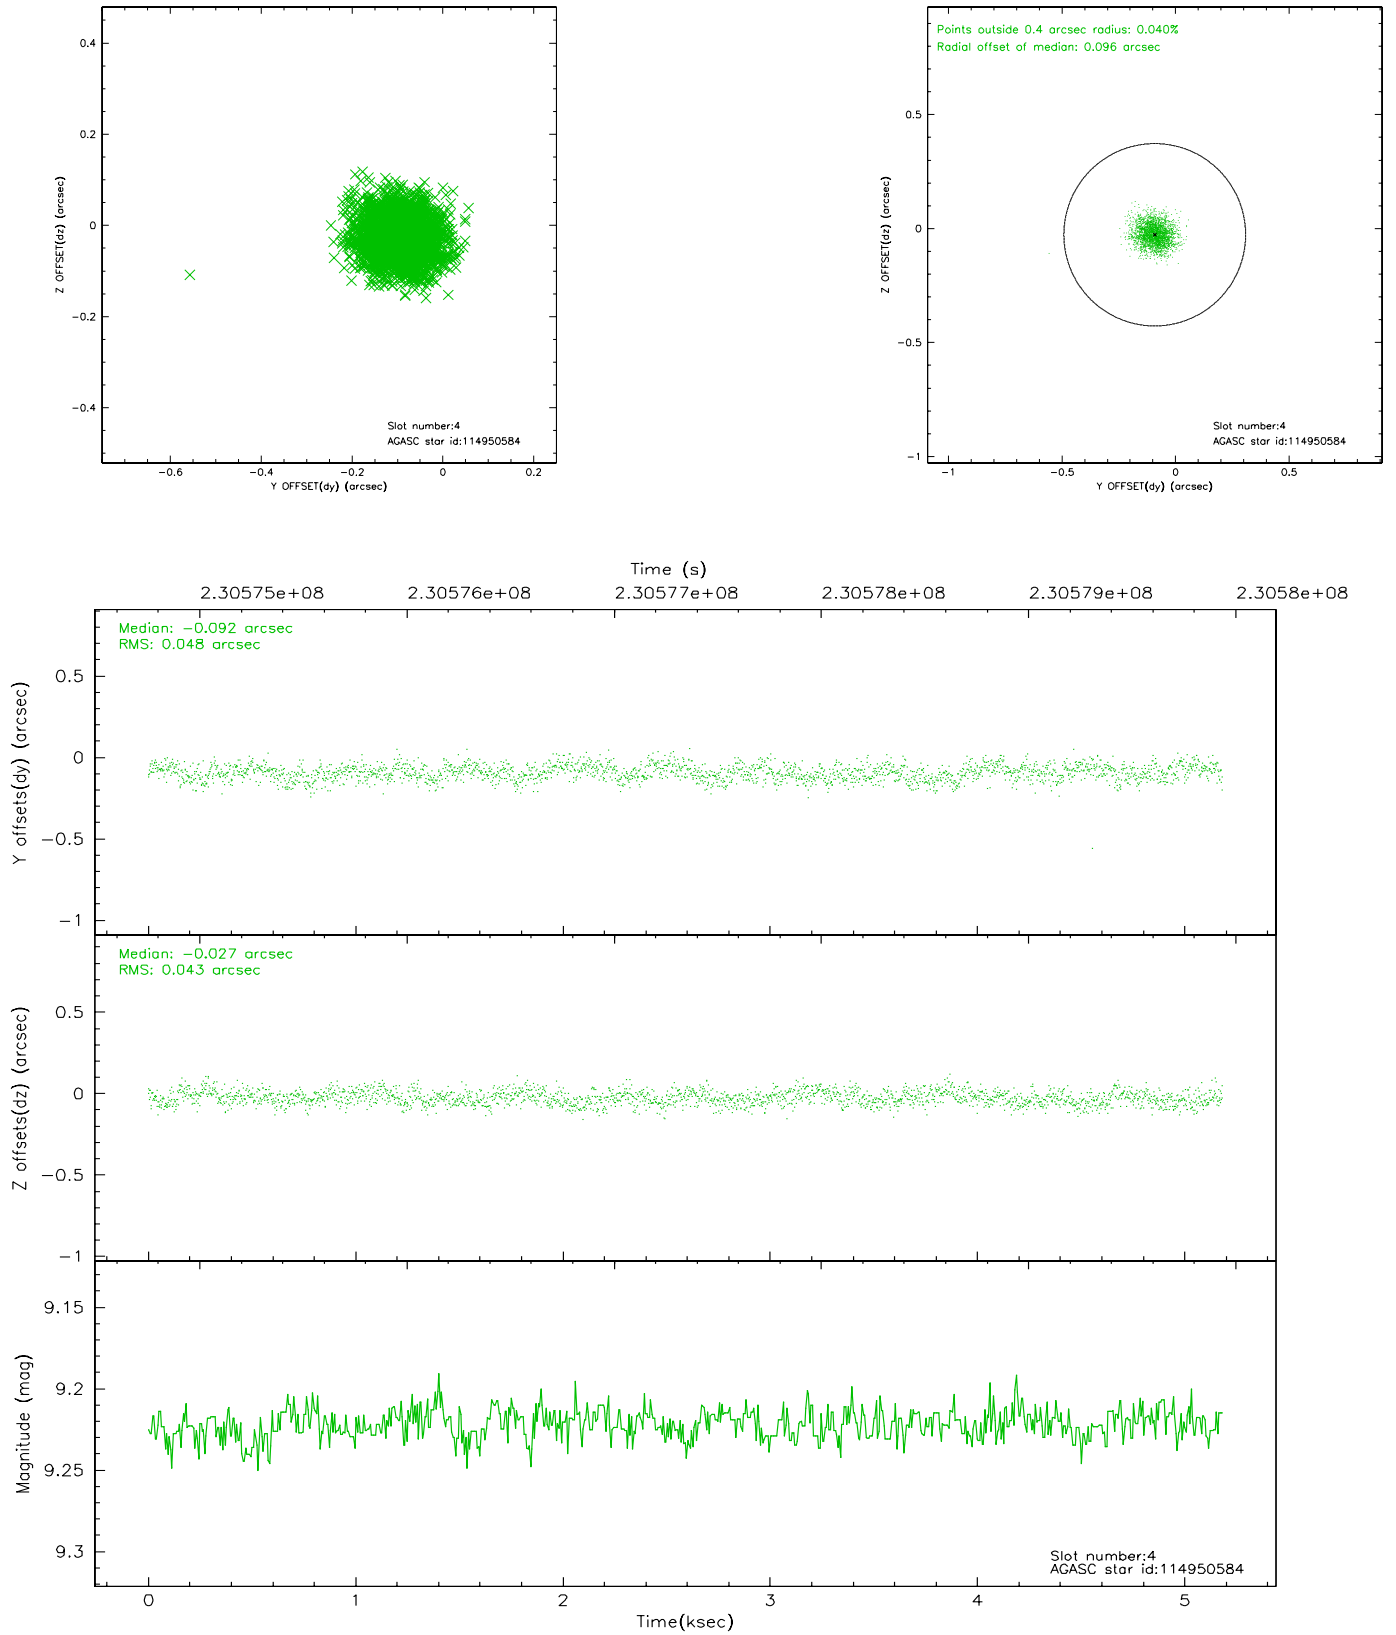 0.4
0.2
0
-0.2
-0.4
Z OFFSET(dz) (arcsec)
Slot number:4
AGASC star id:114950584
-0.6 -0.4 -0.2 0 0.2
Y OFFSET(dy) (arcsec)
Points outside 0.4 arcsec radius: 0.040%
Radial offset of median: 0.096 arcsec
0.5
0
-0.5
-1
Z OFFSET(dz) (arcsec)
Slot number:4
AGASC star id:114950584
-1 -0.5 0 0.5
Y OFFSET(dy) (arcsec)
Time (s)
2.30575e+08 2.30576e+08 2.30577e+08 2.30578e+08 2.30579e+08 2.3058e+08
Median: -0.092 arcsec
RMS: 0.048 arcsec
0.5
0
-0.5
-1
Y offsets(dy) (arcsec)
Median: -0.027 arcsec
RMS: 0.043 arcsec
0.5
0
-0.5
-1
Z offsets(dz) (arcsec)
9.15
9.2
9.25
9.3
Magnitude (mag)
Slot number:4
AGASC star id:114950584
0 1 2 3 4 5
Time(ksec)